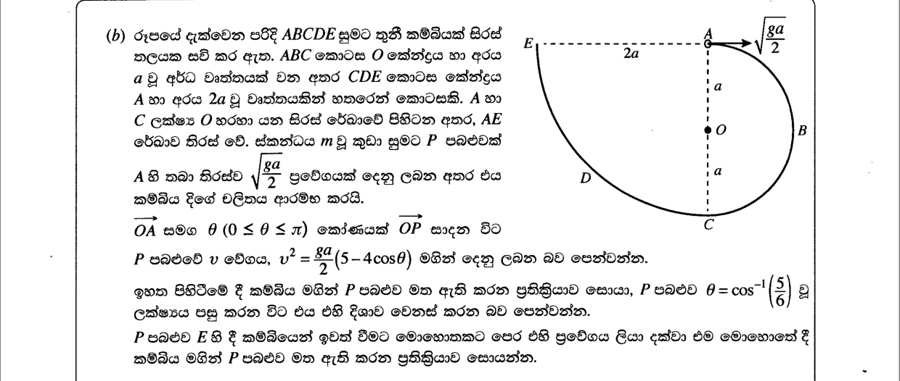 (b) රූපයේ දැක්වෙන පරිදි ABCDE සුමට තුනී කම්බියක් සිරස්
තලයක සවි කර ඇත. ABC කොටස O කේන්ද්‍රය හා අරය
a වූ අර්ධ වෘත්තයක් වන අතර CDE කොටස කේන්ද්‍රය
A හා අරය 2a වූ වෘත්තයකින් හතරෙන් කොටසකි. A හා
C ලක්ෂ්‍ය O හරහා යන සිරස් රේඛාවේ පිහිටන අතර, AE
රේඛාව තිරස් වේ. ස්කන්ධය m වූ කුඩා සුමට P පබළුවක්
A හි තබා තිරස්ව √(ga/2) ප්‍රවේගයක් දෙනු ලබන අතර එය
කම්බිය දිගේ චලිතය ආරම්භ කරයි.
OA→ සමග θ (0 ≤ θ ≤ π) කෝණයක් OP→ සාදන විට
P පබළුවේ v වේගය, v² = ga/2 (5 – 4cosθ) මගින් දෙනු ලබන බව පෙන්වන්න.
ඉහත පිහිටීමේ දී කම්බිය මගින් P පබළුව මත ඇති කරන ප්‍රතික්‍රියාව සොයා, P පබළුව θ = cos⁻¹(5/6) වූ
ලක්ෂ්‍යය පසු කරන විට එය එහි දිශාව වෙනස් කරන බව පෙන්වන්න.
P පබළුව E හි දී කම්බියෙන් ඉවත් වීමට මොහොතකට පෙර එහි ප්‍රවේගය ලියා දක්වා එම මොහොතේ දී
කම්බිය මගින් P පබළුව මත ඇති කරන ප්‍රතික්‍රියාව සොයන්න.
A
√(ga/2)
E
2a
a
O
B
a
D
C